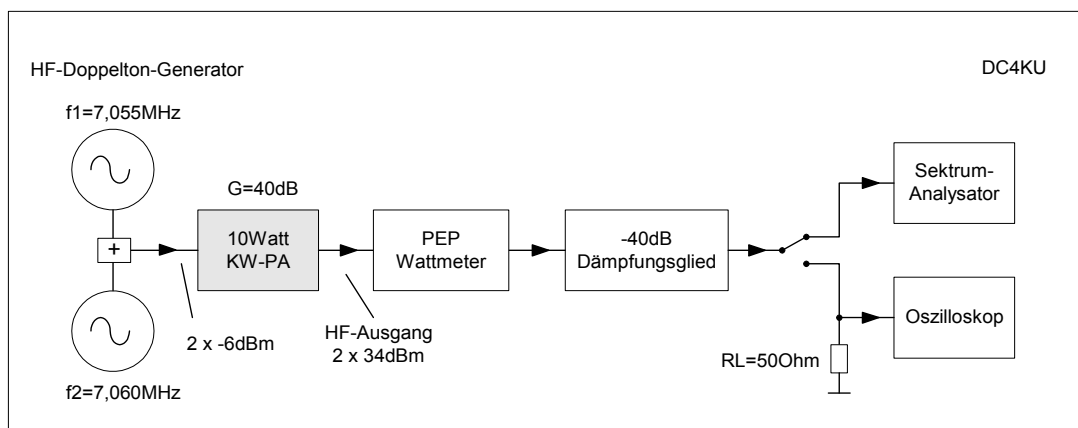 HF-Doppelton-Generator
DC4KU
f1=7,055MHz
G=40dB
+
10Watt
KW-PA
PEP
Wattmeter
-40dB
Dämpfungsglied
Sektrum-
Analysator
Oszilloskop
2 x -6dBm
HF-Ausgang
2 x 34dBm
RL=50Ohm
f2=7,060MHz